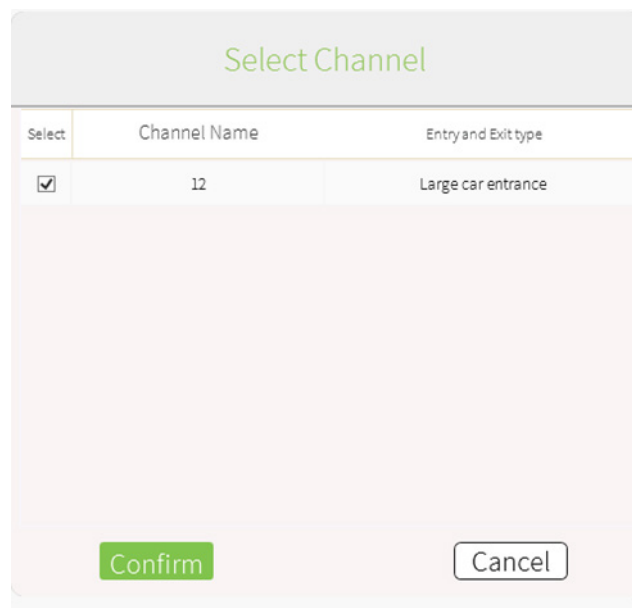 Select Channel
Select Channel Name Entry and Exit type
12 Large car entrance
Confirm Cancel